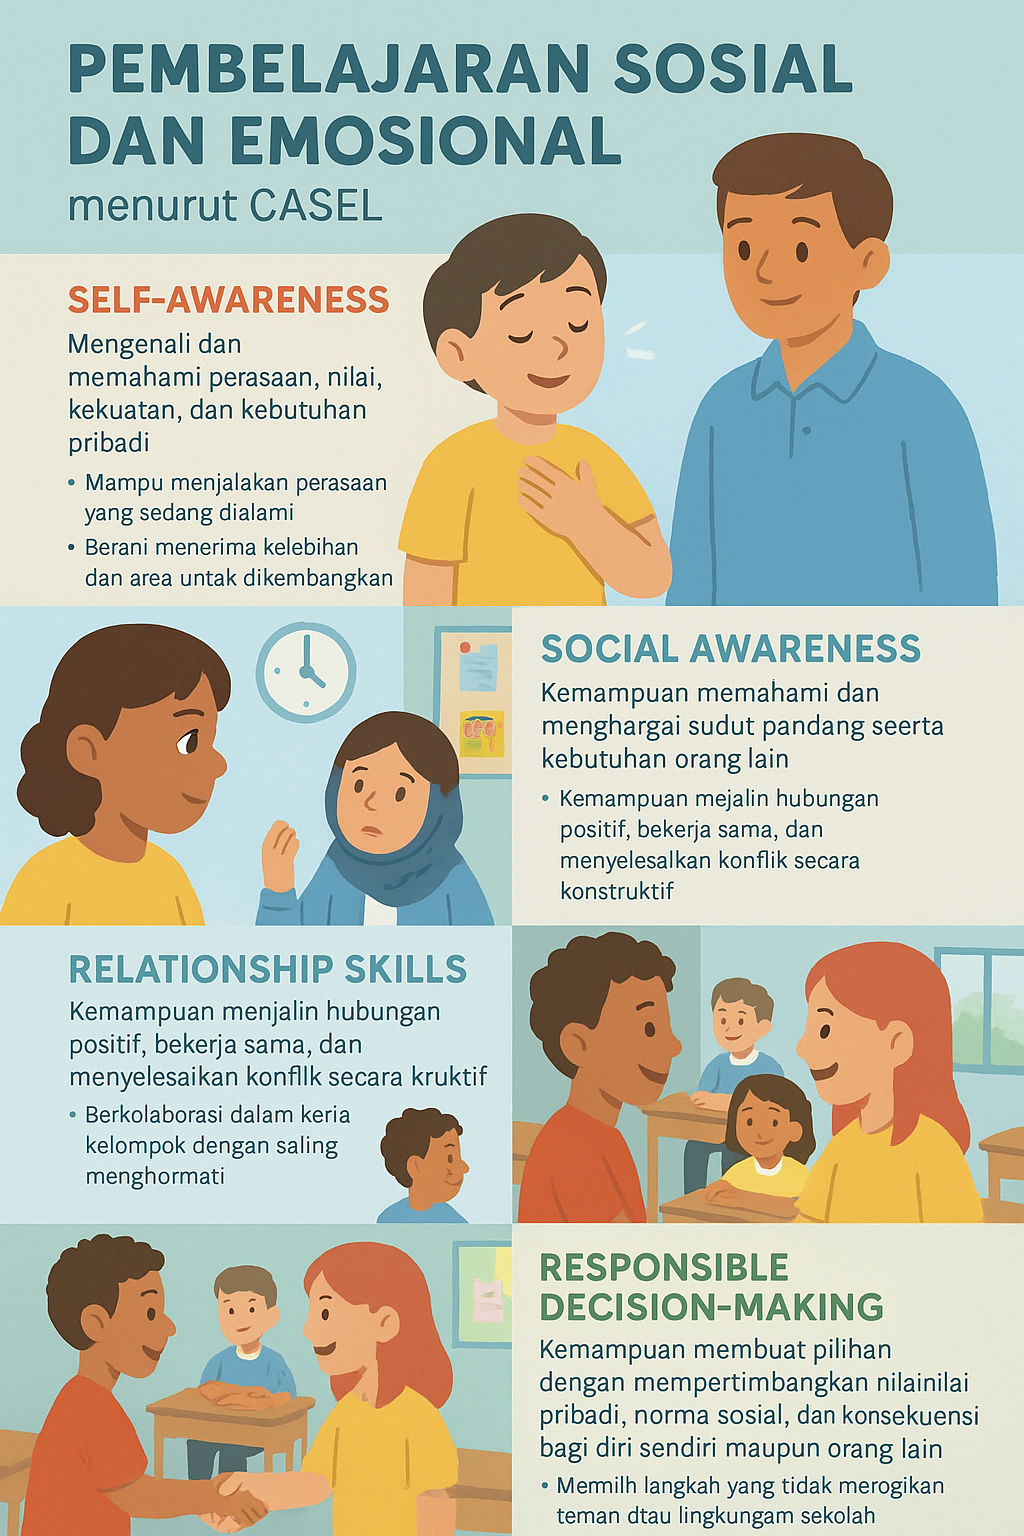 PEMBELAJARAN SOSIAL
DAN EMOSIONAL
menurut CASEL
SELF-AWARENESS
Mengenali dan
memahami perasaan, nilai,
kekuatan, dan kebutuhan
pribadi
• Mampu menjalakan perasaan
yang sedang dialami
• Berani menerima kelebihan
dan area untak dikembangkan
SOCIAL AWARENESS
Kemampuan memahami dan
menghargai sudut pandang seerta
kebutuhan orang lain
• Kemampuan mejalin hubungan
positif, bekerja sama, dan
menyelesalkan konflik secara
konstruktif
RELATIONSHIP SKILLS
Kemampuan menjalin hubungan
positif, bekerja sama, dan
menyelesaikan konfllk secara kruktif
• Berkolaborasi dalam keria
kelompok dengan saling
menghormati
RESPONSIBLE
DECISION-MAKING
Kemampuan membuat pilihan
dengan mempertimbangkan nilainilai
pribadi, norma sosial, dan konsekuensi
bagi diri sendiri maupun orang lain
• Memilh langkah yang tidak merogikan
teman dtau lingkungam sekolah